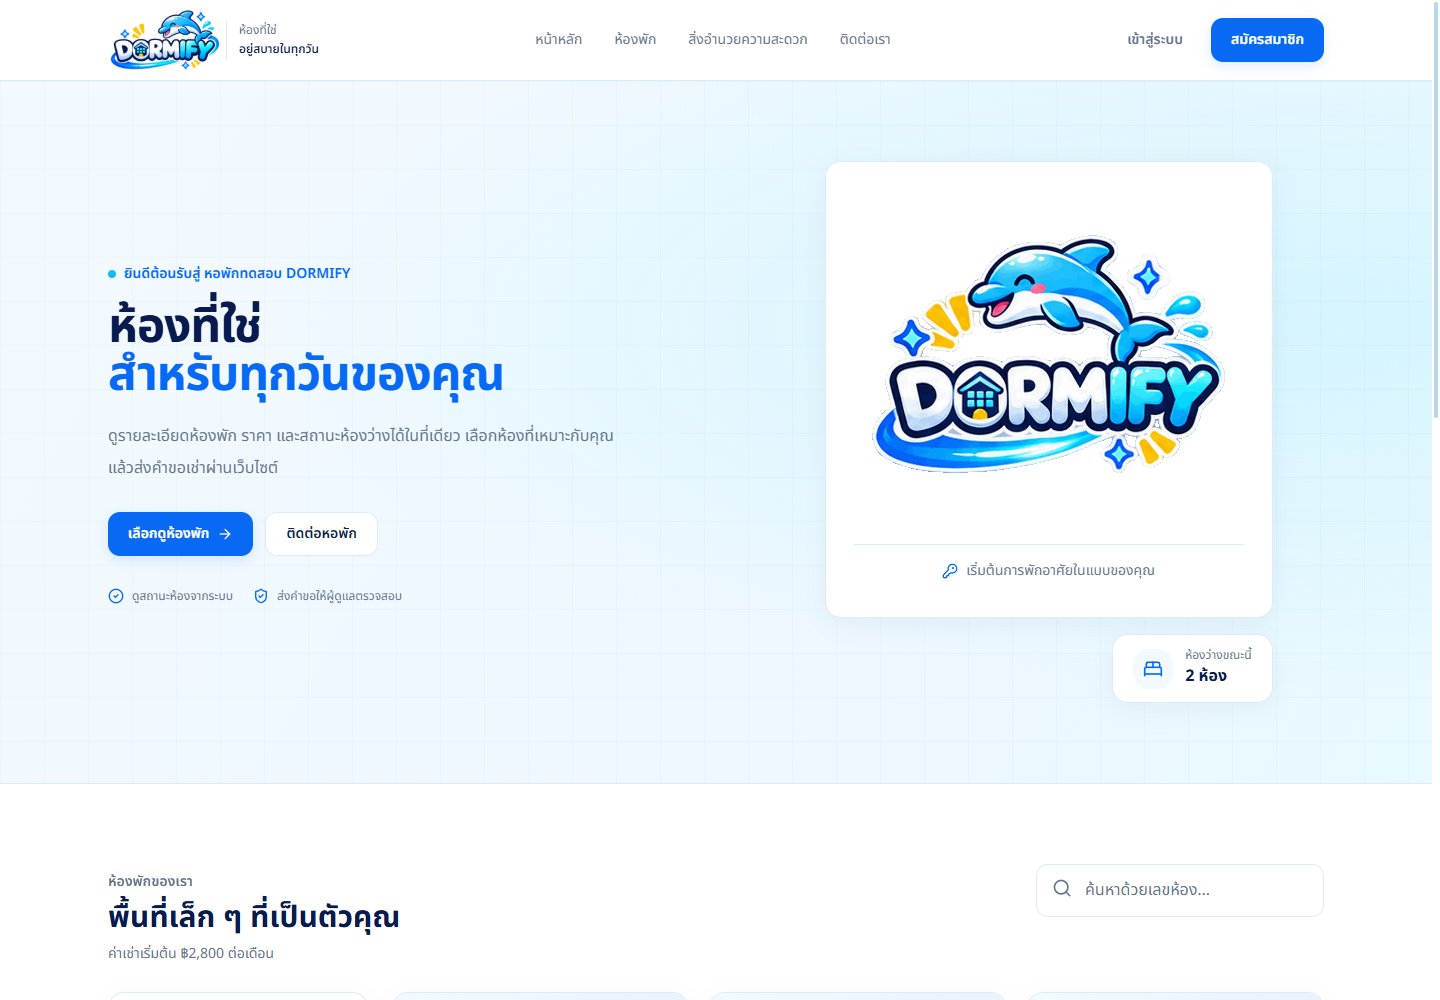 DORMIFY
ห้องที่ใช่
อยู่สบายในทุกวัน
หน้าหลัก
ห้องพัก
สิ่งอำนวยความสะดวก
ติดต่อเรา
เข้าสู่ระบบ
สมัครสมาชิก
ยินดีต้อนรับสู่ หอพักทดสอบ DORMIFY
ห้องที่ใช่
สำหรับทุกวันของคุณ
ดูรายละเอียดห้องพัก ราคา และสถานะห้องว่างได้ในที่เดียว เลือกห้องที่เหมาะกับคุณ
แล้วส่งคำขอเช่าผ่านเว็บไซต์
เลือกดูห้องพัก
ติดต่อหอพัก
ดูสถานะห้องจากระบบ
ส่งคำขอให้ผู้ดูแลตรวจสอบ
DORMIFY
เริ่มต้นการพักอาศัยในแบบของคุณ
ห้องว่างขณะนี้
2 ห้อง
ห้องพักของเรา
พื้นที่เล็ก ๆ ที่เป็นตัวคุณ
ค่าเช่าเริ่มต้น ฿2,800 ต่อเดือน
ค้นหาด้วยเลขห้อง...